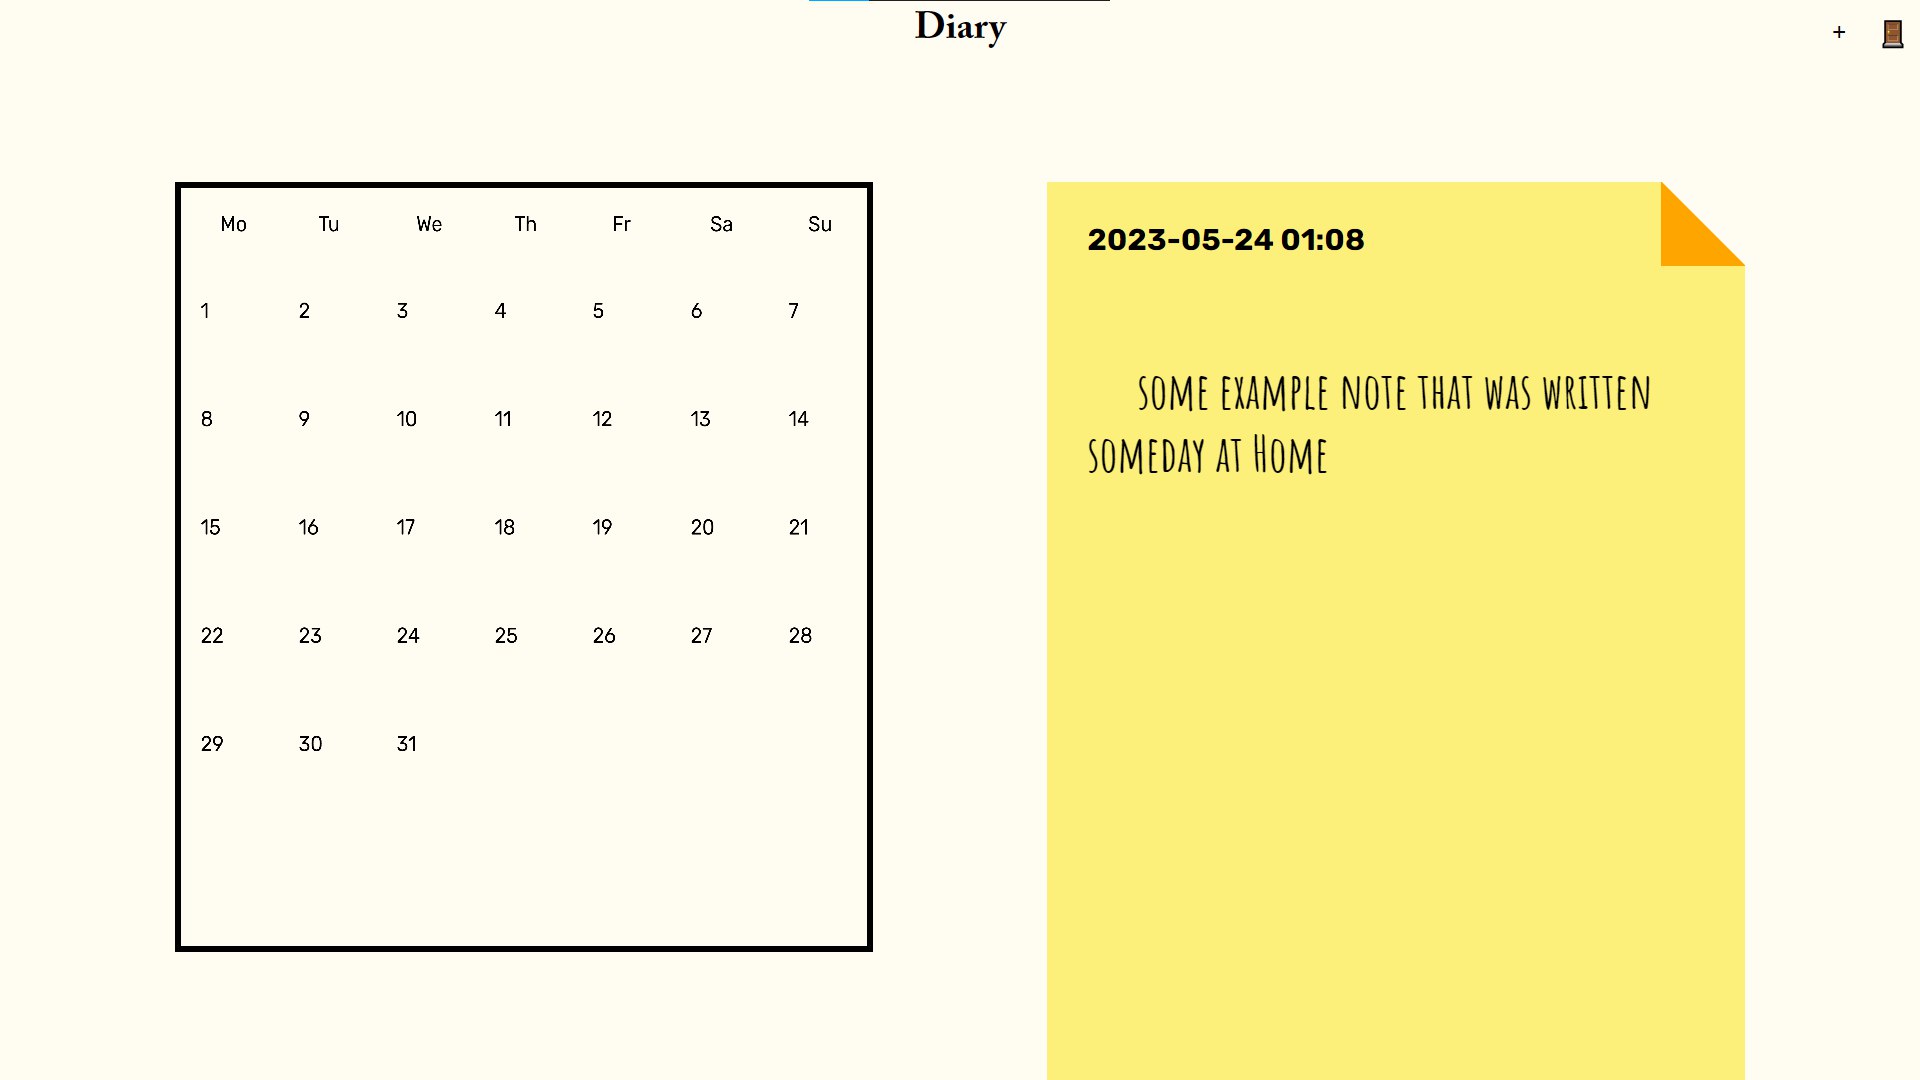 Diary
+
Mo Tu We Th Fr Sa Su
1 2 3 4 5 6 7
8 9 10 11 12 13 14
15 16 17 18 19 20 21
22 23 24 25 26 27 28
29 30 31
2023-05-24 01:08
some example note that was written
someday at Home